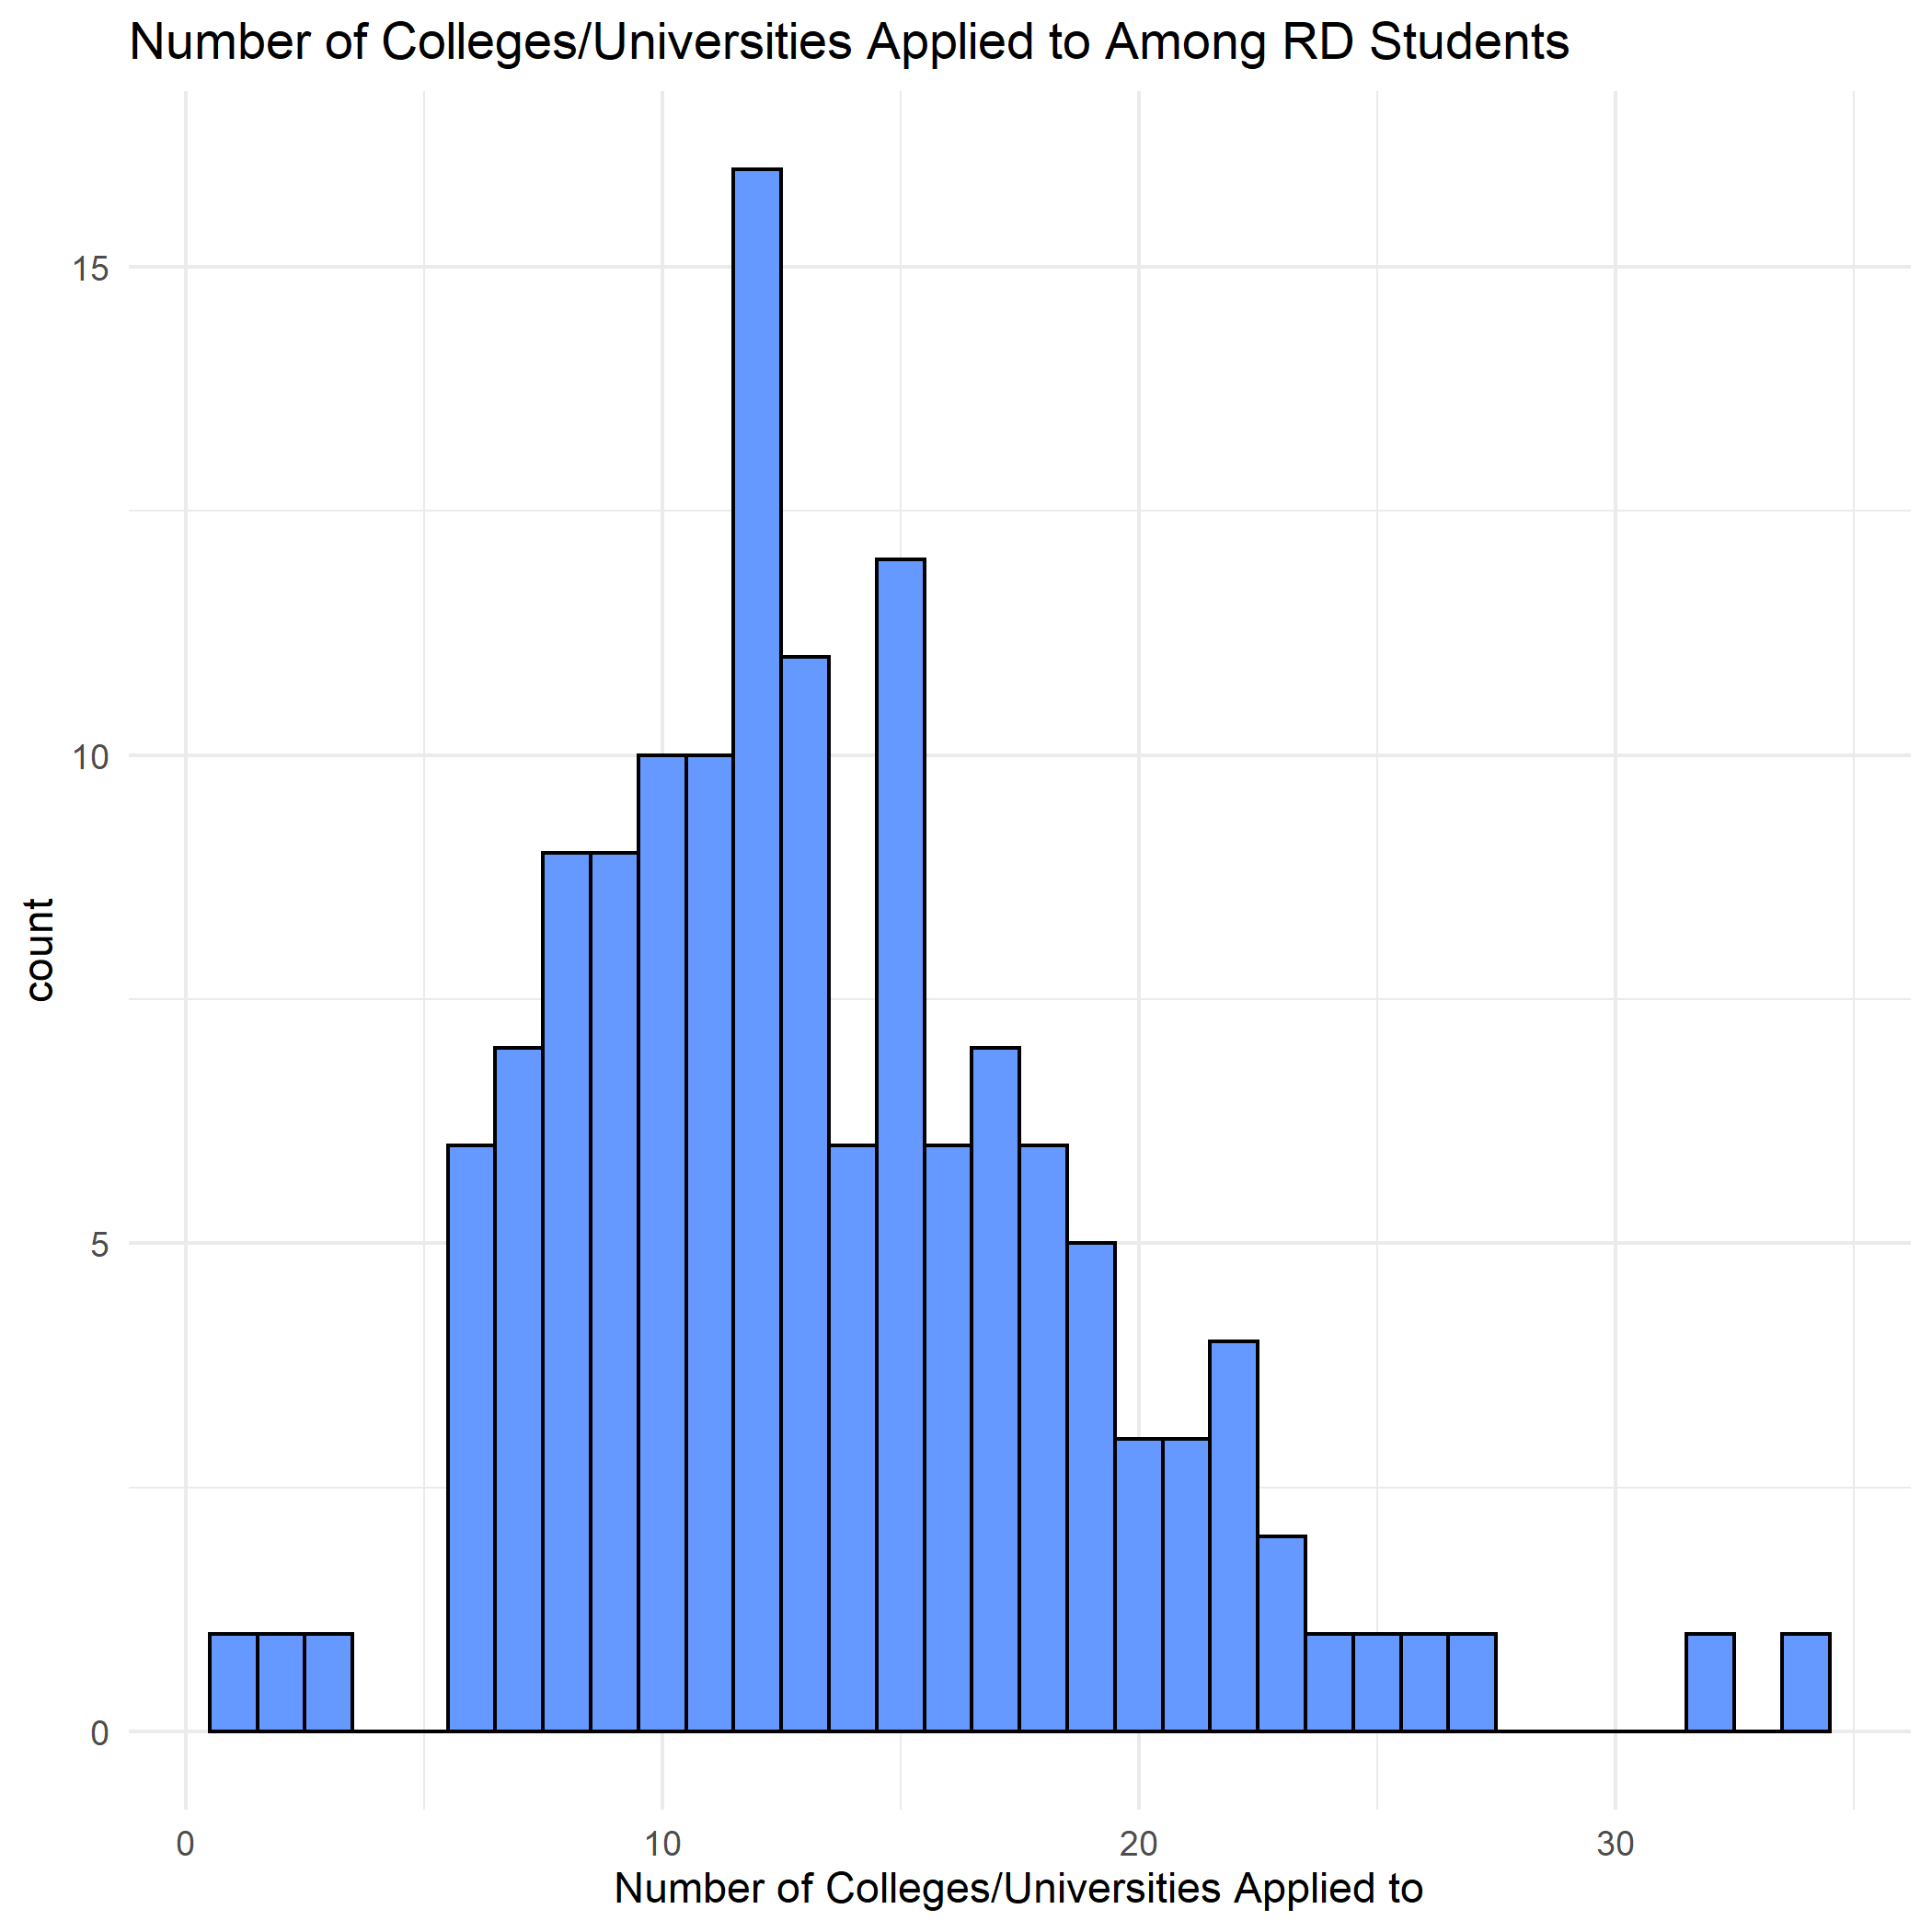 Number of Colleges/Universities Applied to Among RD Students
15
10
5
0
count
0 10 20 30
Number of Colleges/Universities Applied to